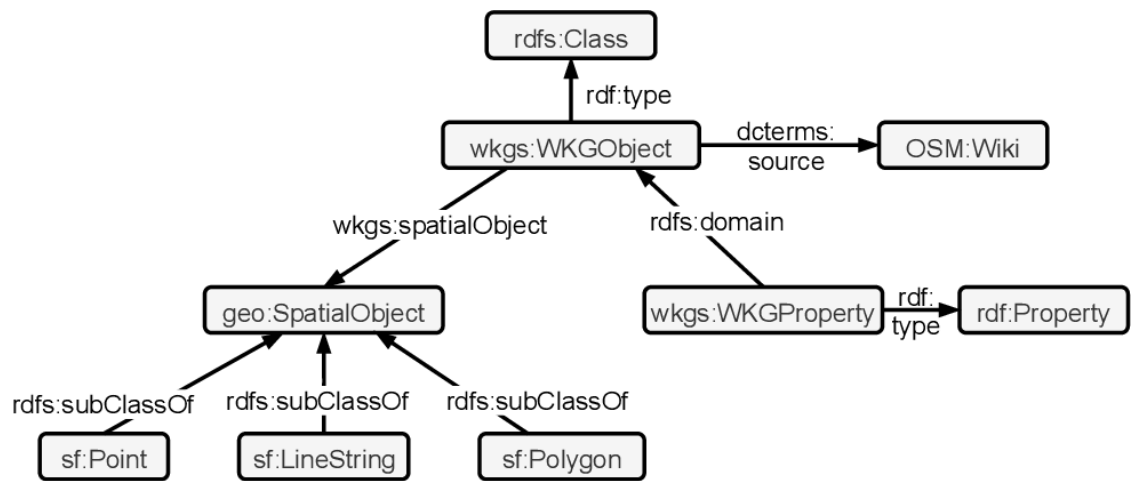 rdfs:Class
rdf:type
wkgs:WKGObject
dcterms:
source
OSM:Wiki
wkgs:spatialObject
rdfs:domain
geo:SpatialObject
wkgs:WKGProperty
rdf:
type
rdf:Property
rdfs:subClassOf
rdfs:subClassOf
rdfs:subClassOf
sf:Point
sf:LineString
sf:Polygon